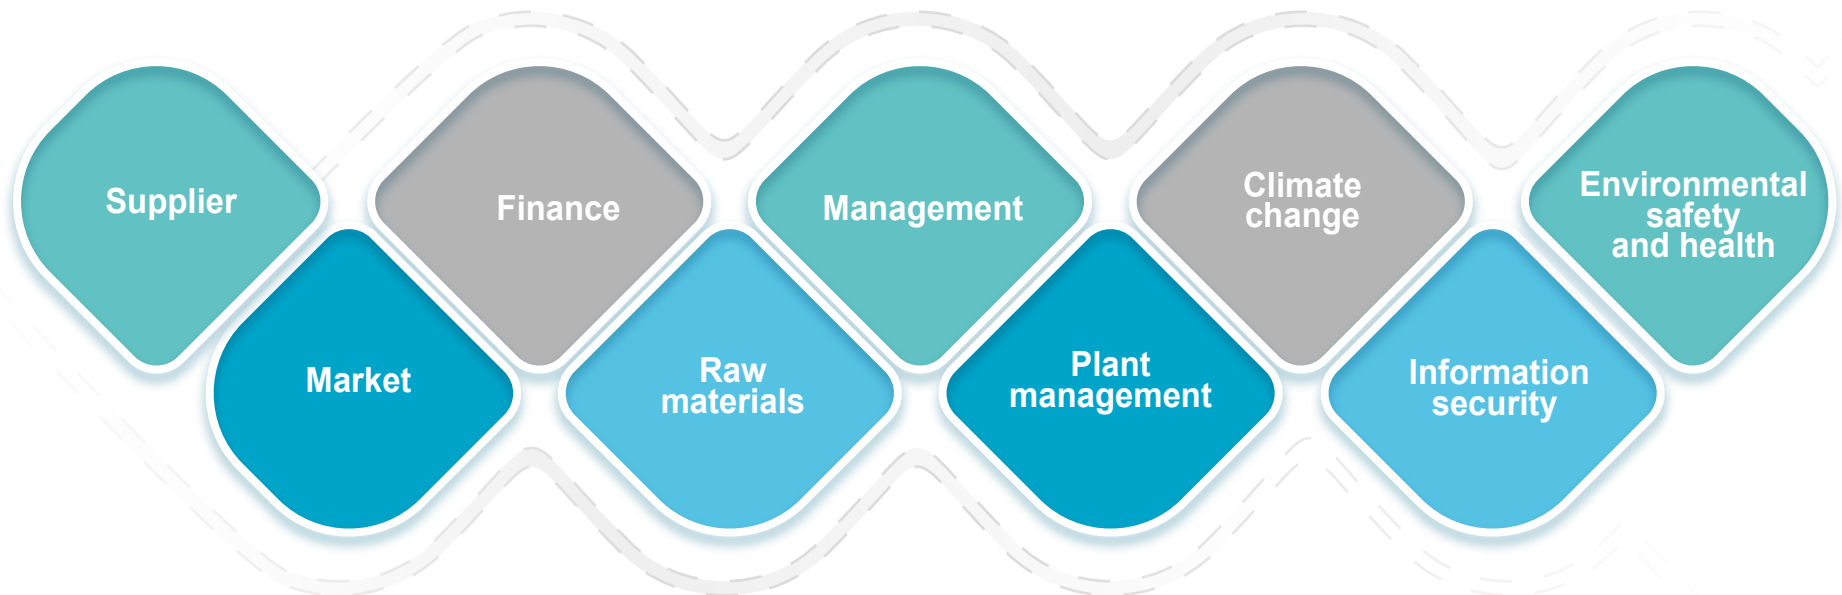 Supplier
Finance
Management
Climate
change
Environmental
safety
and health
Market
Raw
materials
Plant
management
Information
security